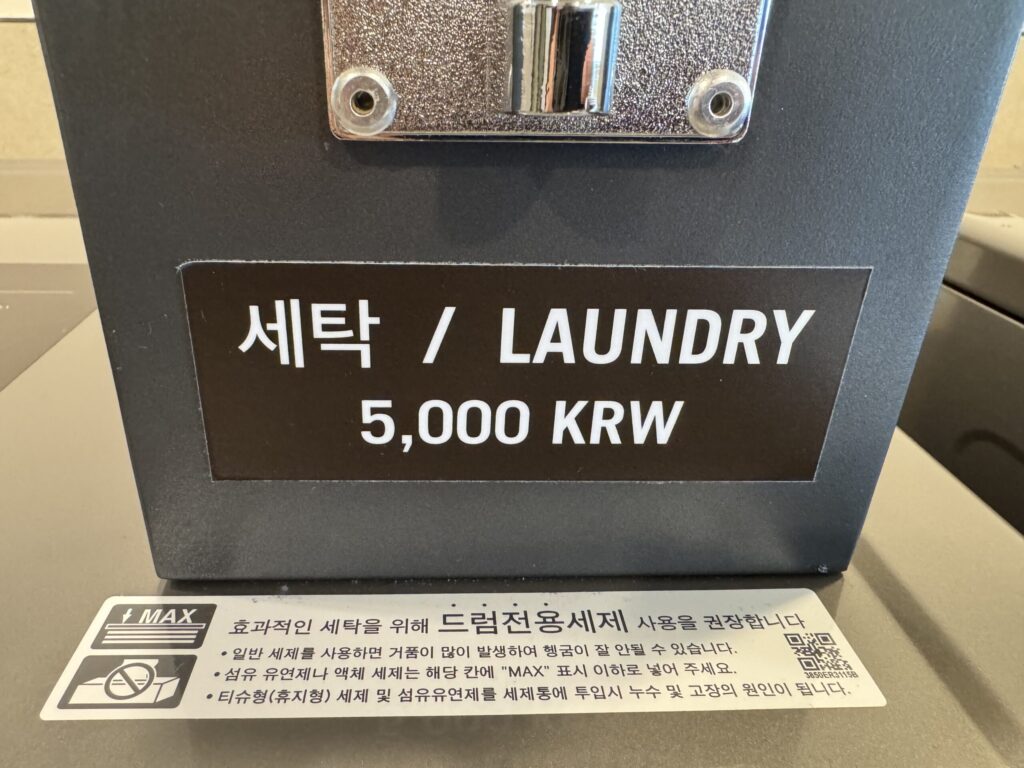 세탁 / LAUNDRY
5,000 KRW
MAX
효과적인 세탁을 위해 드럼전용세제 사용을 권장합니다
• 일반 세제를 사용하면 거품이 많이 발생하여 헹굼이 잘 안될 수 있습니다.
• 섬유 유연제나 액체 세제는 해당 칸에 "MAX" 표시 이하로 넣어 주세요.
• 티슈형(휴지형) 세제 및 섬유유연제를 세제통에 투입시 누수 및 고장의 원인이 됩니다.
3850ER3115B